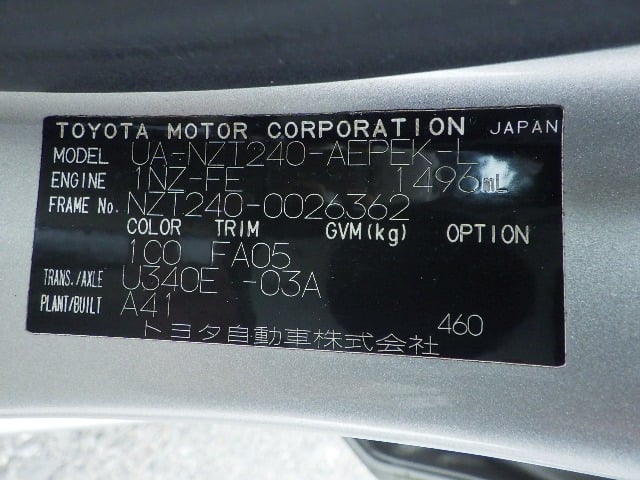 TOYOTA MOTOR CORPORATION JAPAN
MODEL UA-NZT240-AEPEK-L
ENGINE 1NZ-FE 1496mL
FRAME No. NZT240-0026362
COLOR TRIM GVM(kg) OPTION
1C0 FA05
TRANS./AXLE U340E -03A
PLANT/BUILT A41
トヨタ自動車株式会社 460